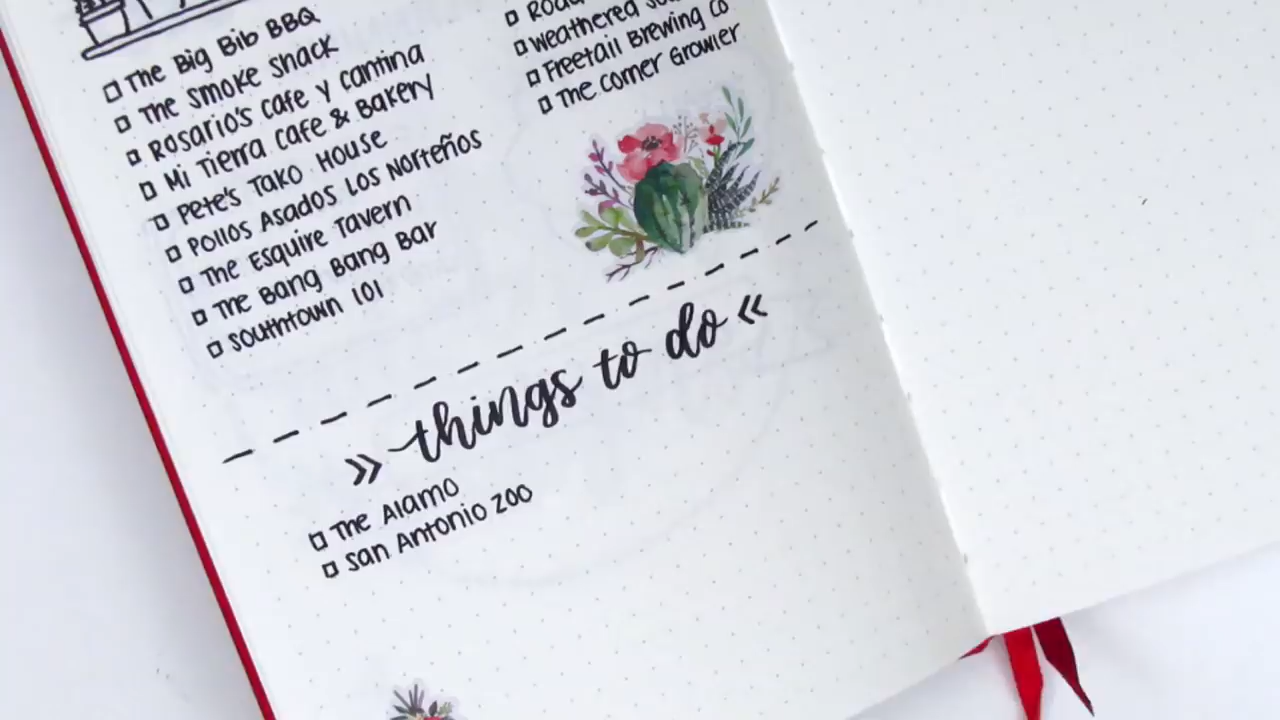 The Big Bib BBQ
The Smoke Shack
Rosario's Cafe y Cantina
Mi Tierra Cafe & Bakery
Pete's Tako House
Pollos Asados Los Norteños
The Esquire Tavern
The Bang Bang Bar
Southtown 101
Weathered
Freetail Brewing Co
The Corner Growler
» things to do «
The Alamo
San Antonio Zoo